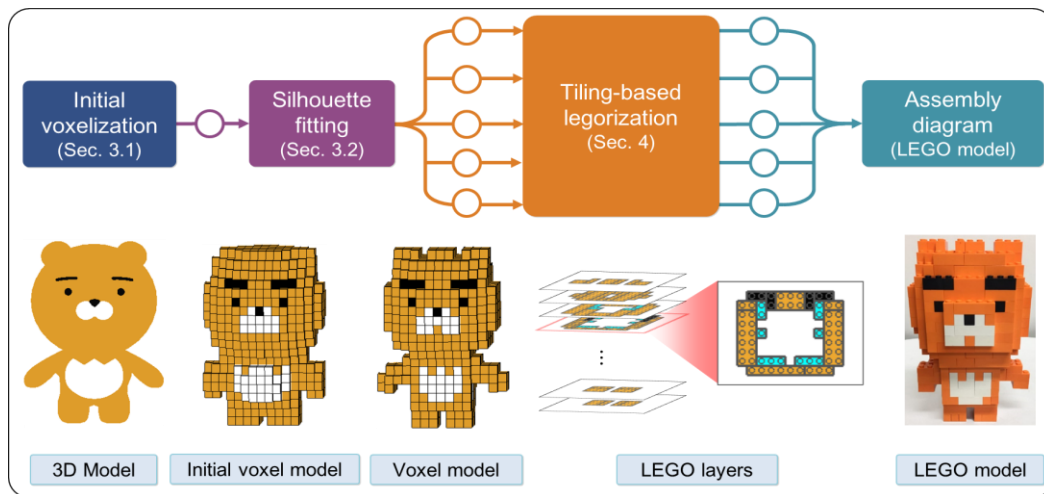 Initial
voxelization
(Sec. 3.1)
Silhouette
fitting
(Sec. 3.2)
Tiling-based
legorization
(Sec. 4)
Assembly
diagram
(LEGO model)
3D Model
Initial voxel model
Voxel model
LEGO layers
LEGO model